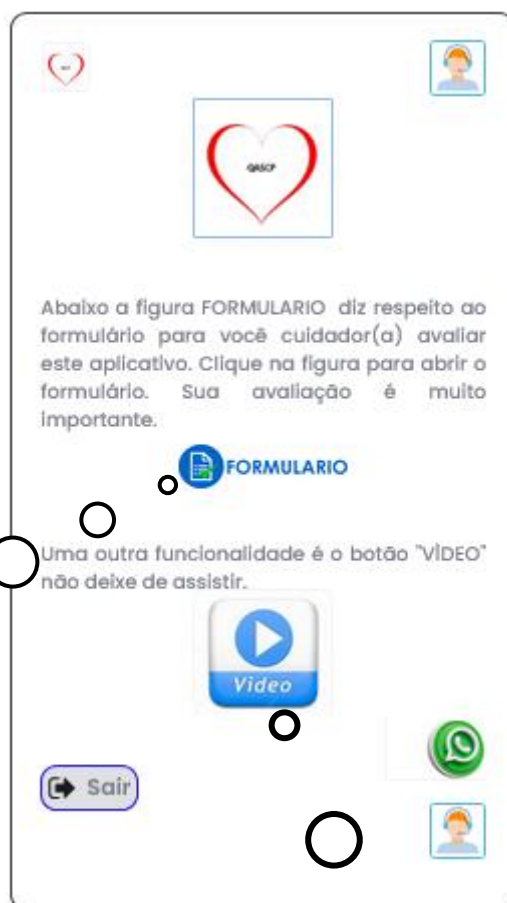 QASCP
Abaixo a figura FORMULARIO diz respeito ao
formulário para você cuidador(a) avaliar
este aplicativo. Clique na figura para abrir o
formulário. Sua avaliação é muito
importante.
FORMULARIO
Uma outra funcionalidade é o botão "VÍDEO"
não deixe de assistir.
Video
Sair